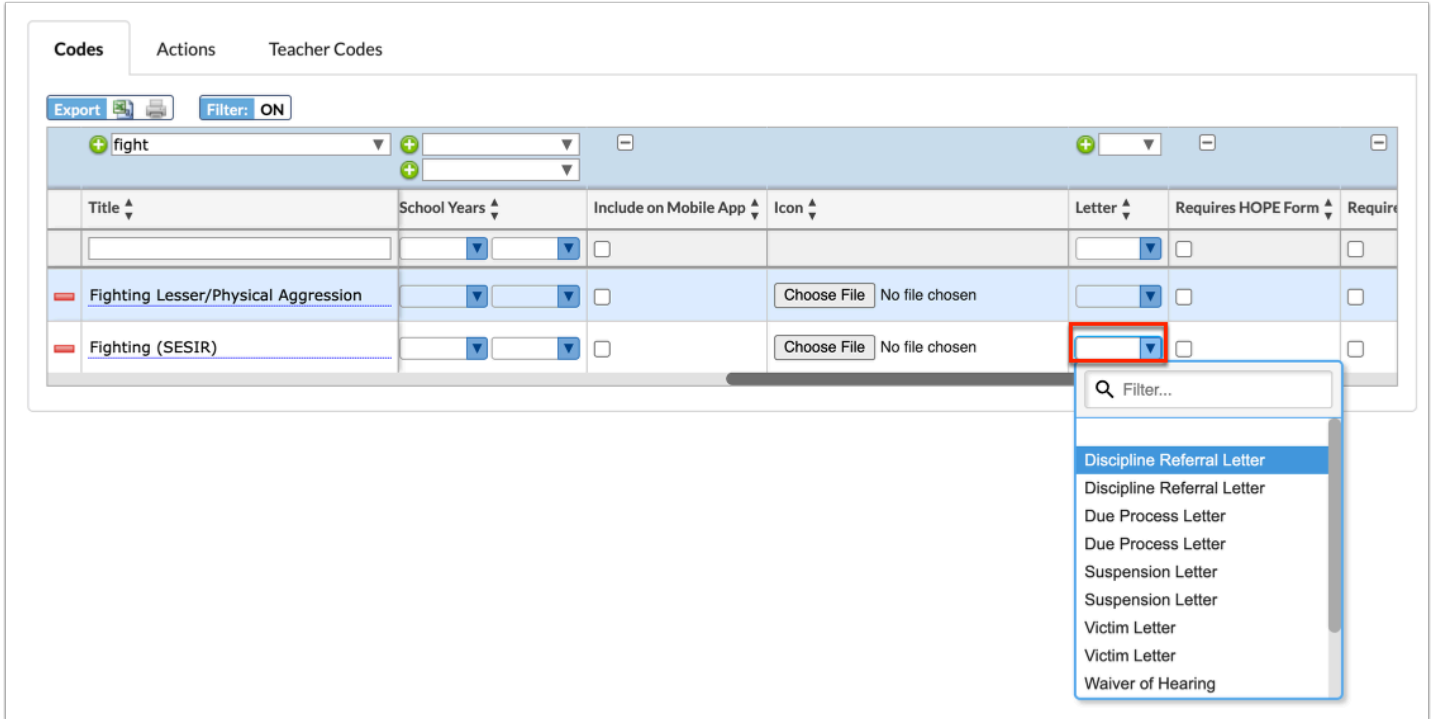 Codes Actions Teacher Codes
Export Filter: ON
fight
Title School Years Include on Mobile App Icon Letter Requires HOPE Form Require
Fighting Lesser/Physical Aggression Choose File No file chosen
Fighting (SESIR) Choose File No file chosen
Filter...
Discipline Referral Letter
Discipline Referral Letter
Due Process Letter
Due Process Letter
Suspension Letter
Suspension Letter
Victim Letter
Victim Letter
Waiver of Hearing